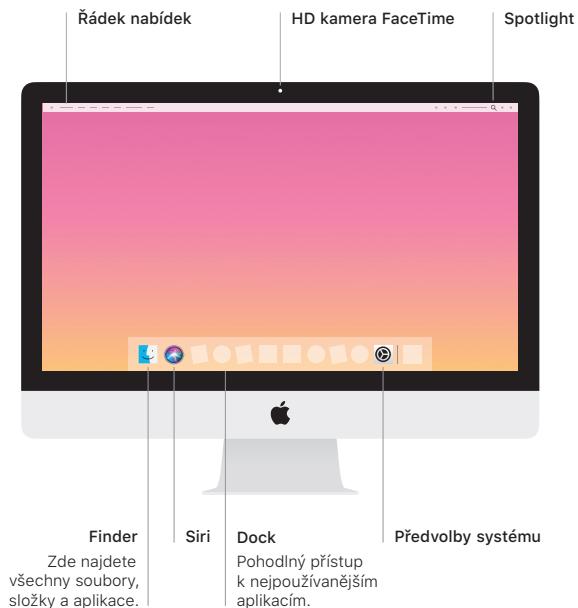 Řádek nabídek
HD kamera FaceTime
Spotlight
Finder
Zde najdete
všechny soubory,
složky a aplikace.
Siri
Dock
Pohodlný přístup
k nejpoužívanějším
aplikacím.
Předvolby systému